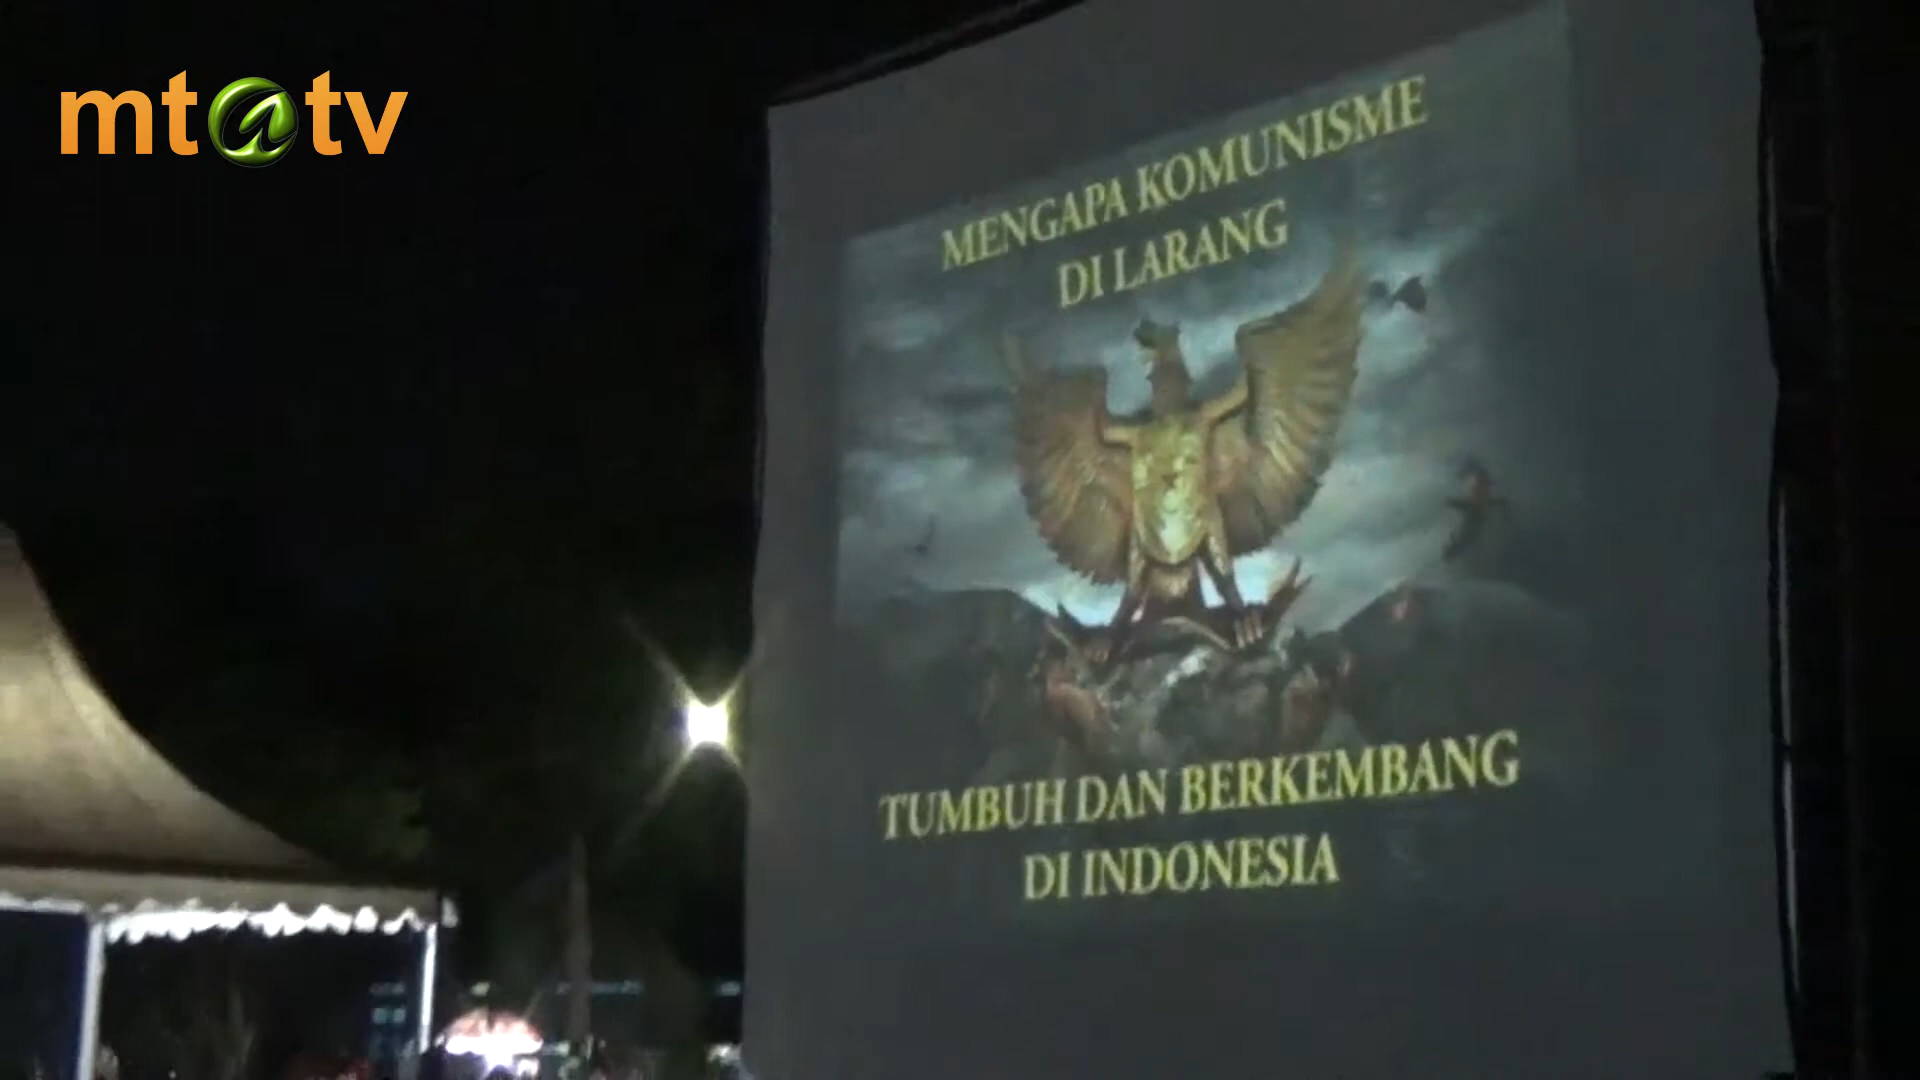 mt@tv
MENGAPA KOMUNISME
DI LARANG
TUMBUH DAN BERKEMBANG
DI INDONESIA